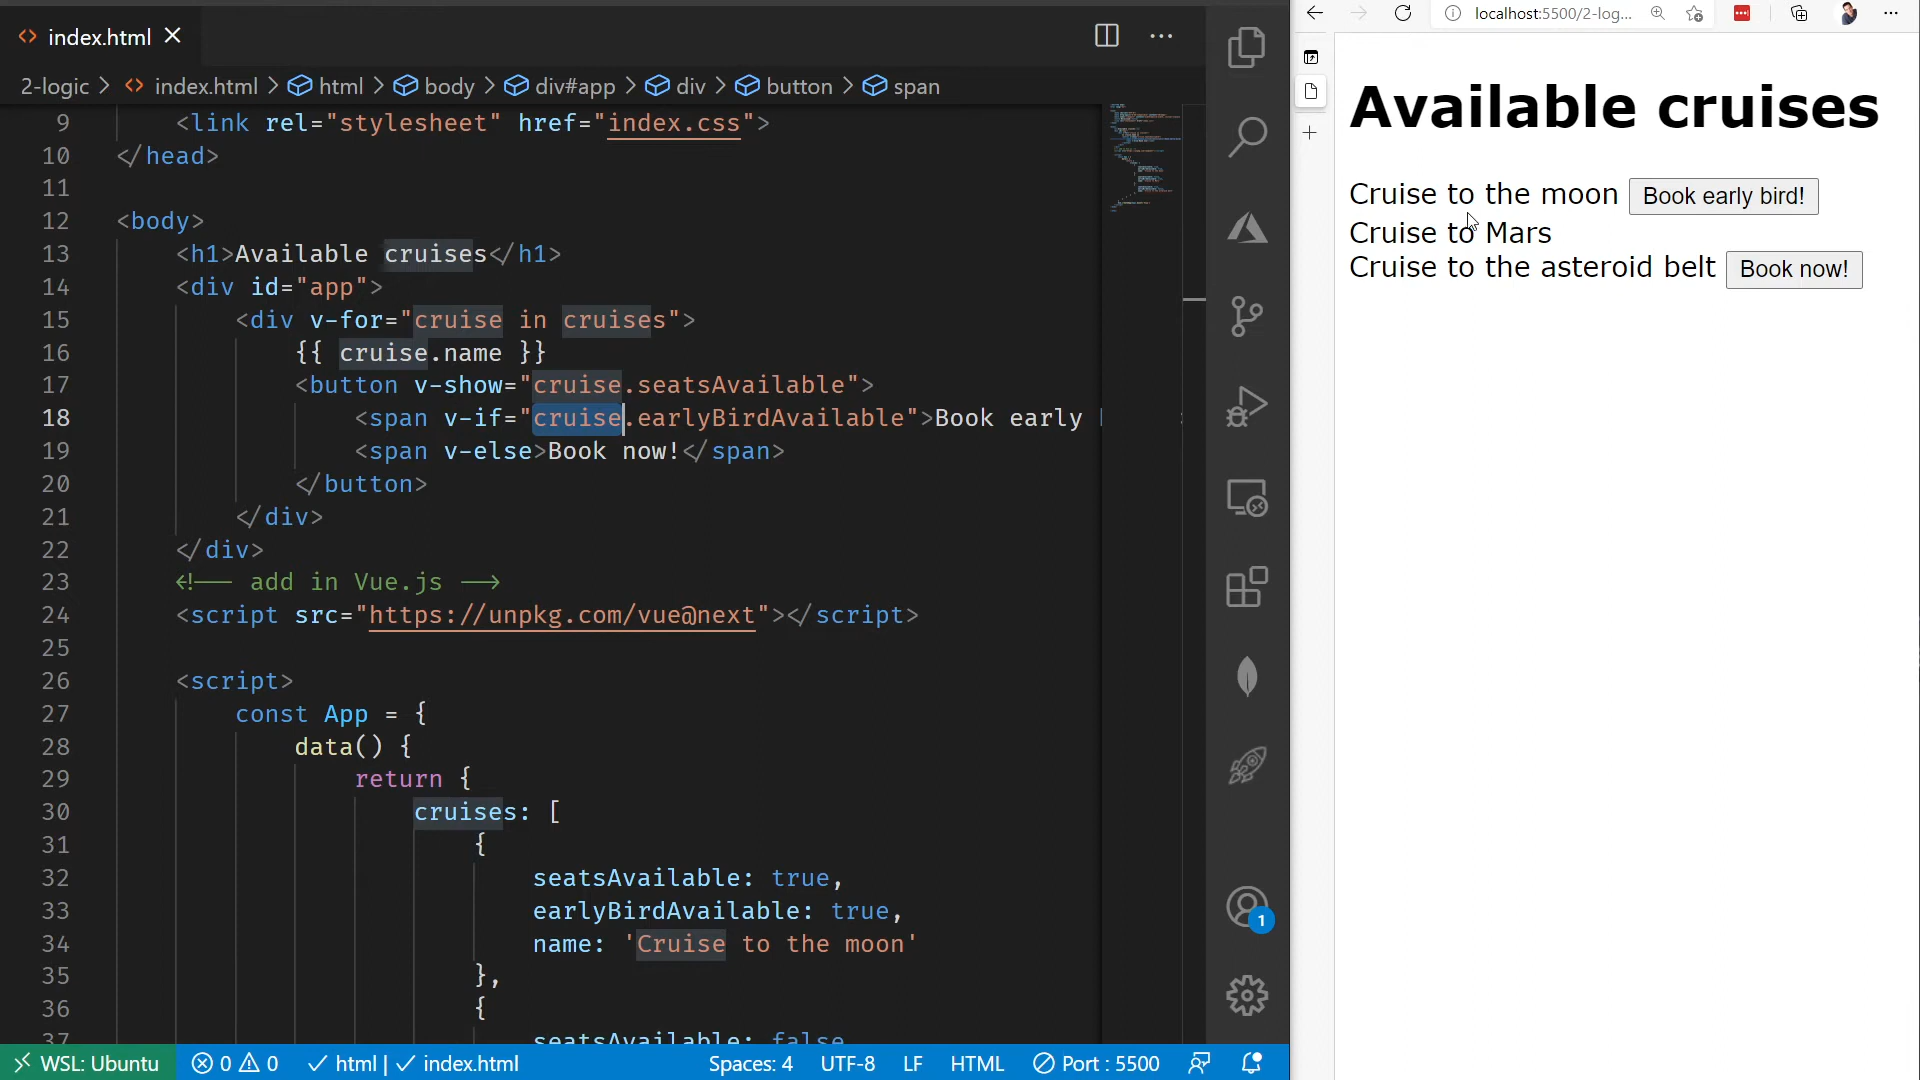 index.html
2-logic > index.html > html > body > div#app > div > button > span
9 <link rel="stylesheet" href="index.css">
10 </head>
11
12 <body>
13 <h1>Available cruises</h1>
14 <div id="app">
15 <div v-for="cruise in cruises">
16 {{ cruise.name }}
17 <button v-show="cruise.seatsAvailable">
18 <span v-if="cruise.earlyBirdAvailable">Book early
19 <span v-else>Book now!</span>
20 </button>
21 </div>
22 </div>
23 <!-- add in Vue.js -->
24 <script src="https://unpkg.com/vue@next"></script>
25
26 <script>
27 const App = {
28 data() {
29 return {
30 cruises: [
31 {
32 seatsAvailable: true,
33 earlyBirdAvailable: true,
34 name: 'Cruise to the moon'
35 },
36 {
37 seatsAvailable: false
1
WSL: Ubuntu 0 0 html | index.html Spaces: 4 UTF-8 LF HTML Port : 5500
localhost:5500/2-log...
Available cruises
Cruise to the moon Book early bird!
Cruise to Mars
Cruise to the asteroid belt Book now!